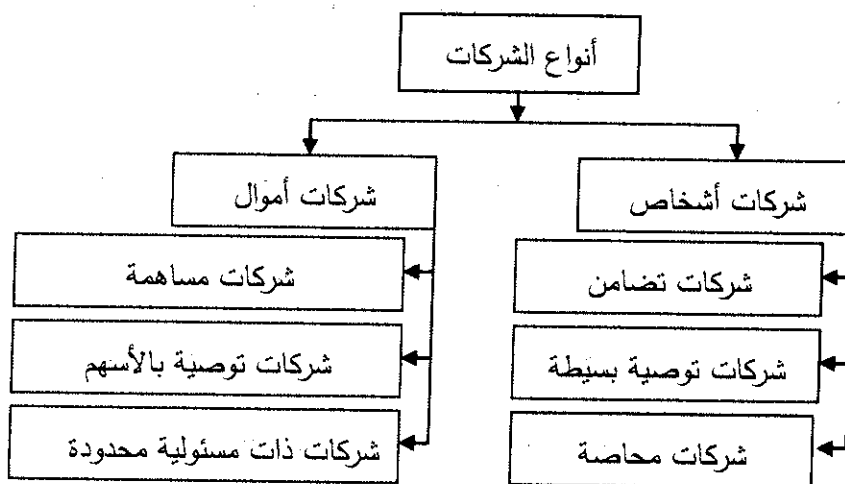 أنواع الشركات
شركات أشخاص
شركات تضامن
شركات توصية بسيطة
شركات محاصة
شركات أموال
شركات مساهمة
شركات توصية بالأسهم
شركات ذات مسئولية محدودة